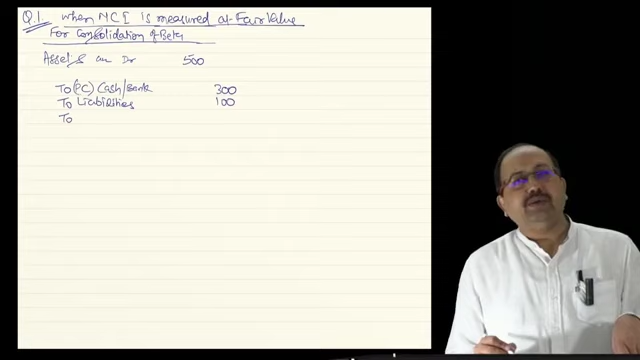 Q.1. When NCI is measured at Fair Value
For Consolidation of Beta
Assets a/c Dr 500
To (PC) Cash/Bank 300
To Liabilities 100
To